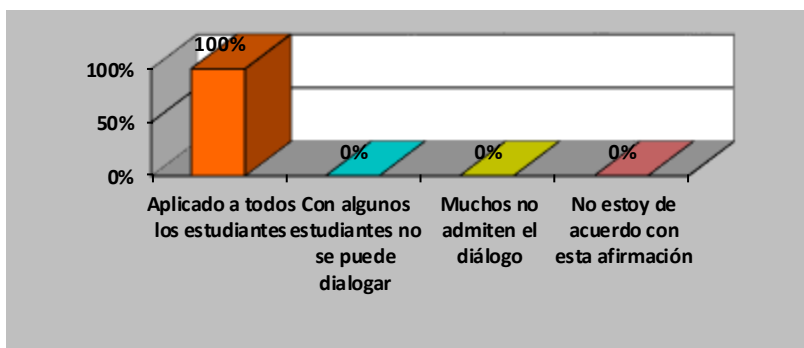 100%
100%
50%
0%
0%
0%
0%
Aplicado a todos
los estudiantes
Con algunos
estudiantes no
se puede
dialogar
Muchos no
admiten el
diálogo
No estoy de
acuerdo con
esta afirmación